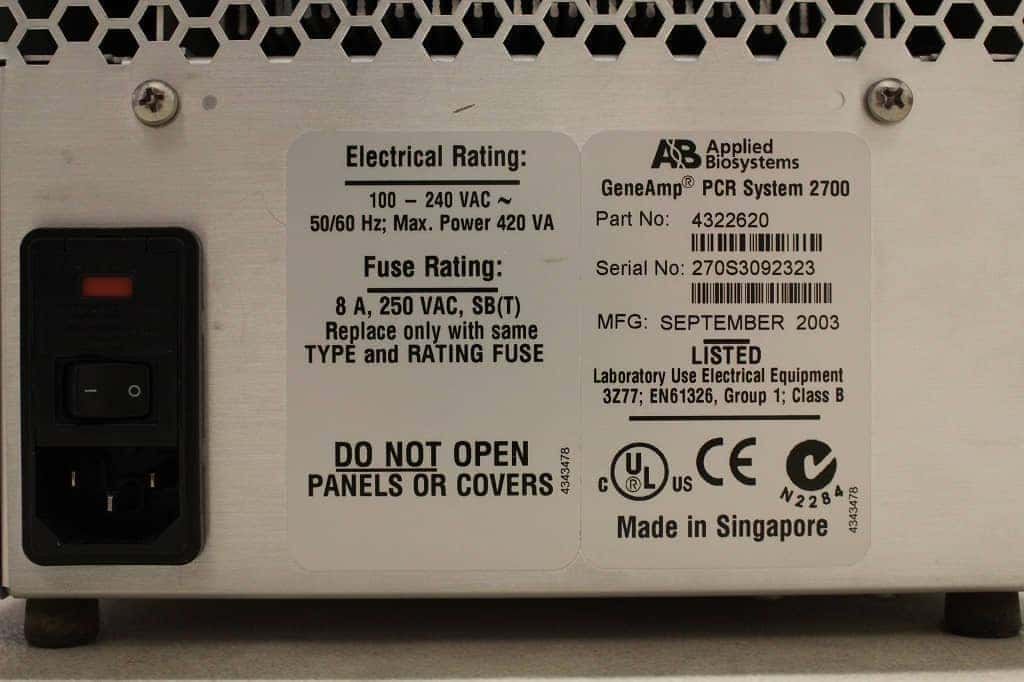 Electrical Rating:
100 – 240 VAC ~
50/60 Hz; Max. Power 420 VA
Fuse Rating:
8 A, 250 VAC, SB(T)
Replace only with same
TYPE and RATING FUSE
DO NOT OPEN
PANELS OR COVERS
4343478
AB Applied
Biosystems
GeneAmp® PCR System 2700
Part No: 4322620
Serial No: 270S3092323
MFG: SEPTEMBER 2003
LISTED
Laboratory Use Electrical Equipment
3Z77; EN61326, Group 1; Class B
C UL® US CE
N2284
4343478
Made in Singapore
– O